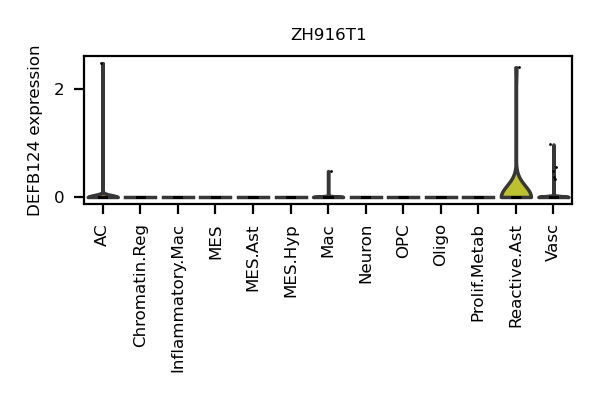 ZH916T1
DEFB124 expression
2
0
AC
Chromatin.Reg
Inflammatory.Mac
MES
MES.Ast
MES.Hyp
Mac
Neuron
OPC
Oligo
Prolif.Metab
Reactive.Ast
Vasc